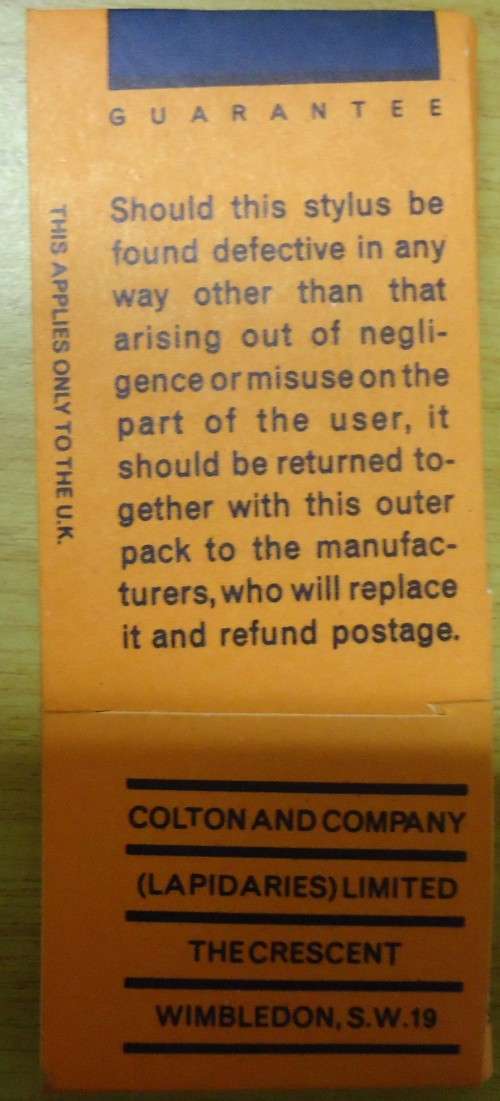 GUARANTEE
Should this stylus be
found defective in any
way other than that
arising out of negli-
gence or misuse on the
part of the user, it
should be returned to-
gether with this outer
pack to the manufac-
turers, who will replace
it and refund postage.
THIS APPLIES ONLY TO THE U.K.
COLTON AND COMPANY
(LAPIDARIES) LIMITED
THE CRESCENT
WIMBLEDON, S.W.19